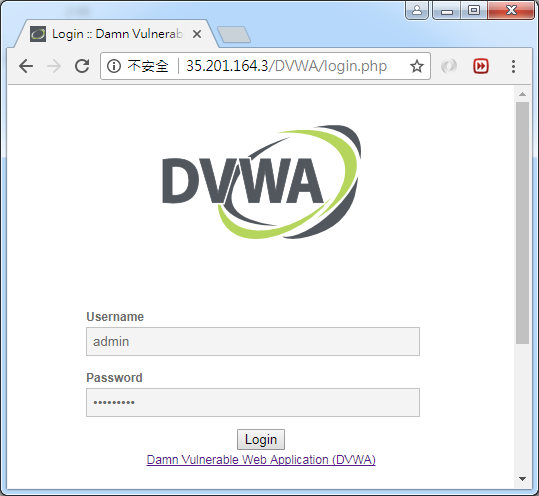 Login :: Damn Vulnerab
不安全 35.201.164.3/DVWA/login.php
DVWA
Username
admin
Password
•••••••••
Login
Damn Vulnerable Web Application (DVWA)